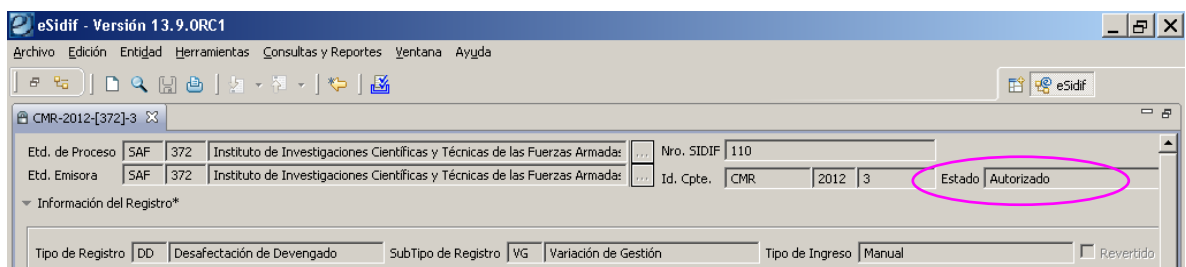 eSidif - Versión 13.9.0RC1
Archivo Edición Entidad Herramientas Consultas y Reportes Ventana Ayuda
eSidif
CMR-2012-[372]-3
Etd. de Proceso SAF 372 Instituto de Investigaciones Científicas y Técnicas de las Fuerzas Armadas ... Nro. SIDIF 110
Etd. Emisora SAF 372 Instituto de Investigaciones Científicas y Técnicas de las Fuerzas Armadas ... Id. Cpte. CMR 2012 3 Estado Autorizado
Información del Registro*
Tipo de Registro DD Desafectación de Devengado SubTipo de Registro VG Variación de Gestión Tipo de Ingreso Manual Revertido